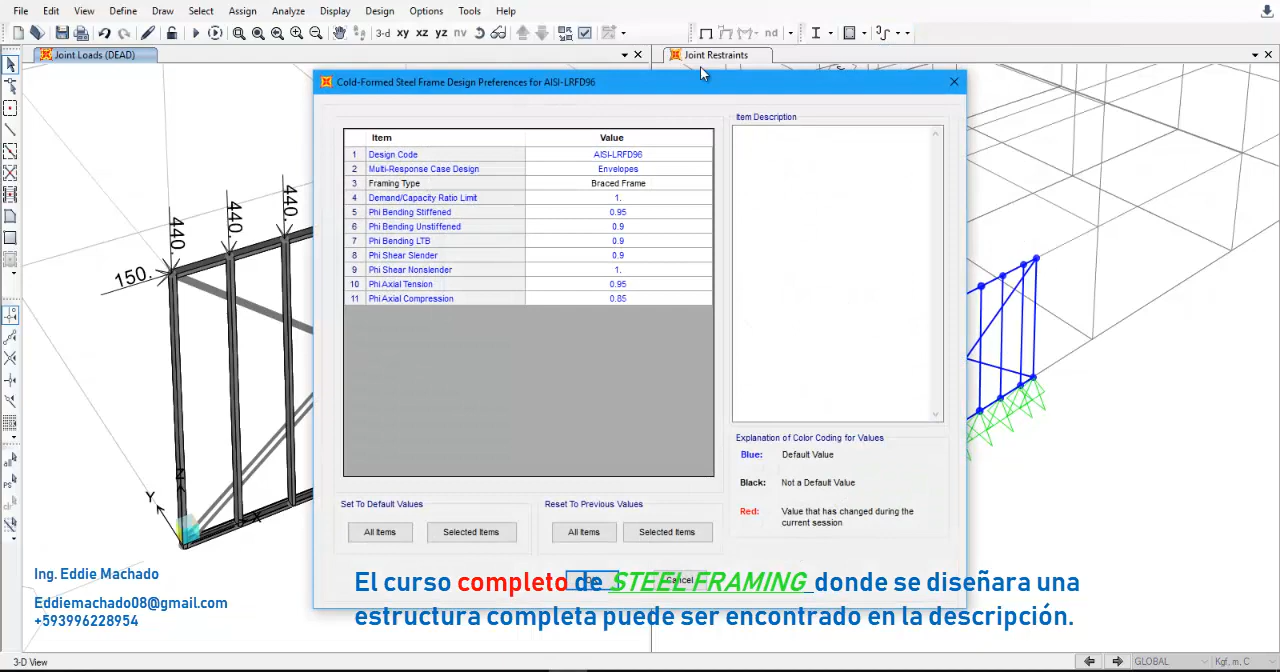 File Edit View Define Draw Select Assign Analyze Display Design Options Tools Help
3-d xy xz yz nv nd
Joint Loads (DEAD)
Joint Restraints
Cold-Formed Steel Frame Design Preferences for AISI-LRFD96
Item Value
1 Design Code AISI-LRFD96
2 Multi-Response Case Design Envelopes
3 Framing Type Braced Frame
4 Demand/Capacity Ratio Limit 1.
5 Phi Bending Stiffened 0.95
6 Phi Bending Unstiffened 0.9
7 Phi Bending LTB 0.9
8 Phi Shear Slender 0.9
9 Phi Shear Nonslender 1.
10 Phi Axial Tension 0.95
11 Phi Axial Compression 0.85
Item Description
Explanation of Color Coding for Values
Blue: Default Value
Black: Not a Default Value
Red: Value that has changed during the
current session
Set To Default Values
All Items Selected Items
Reset To Previous Values
All Items Selected Items
Cancel
440.
440.
440.
150.
Z
Y
X
Ing. Eddie Machado
Eddiemachado08@gmail.com
+593996228954
El curso completo de STEEL FRAMING donde se diseñara una
estructura completa puede ser encontrado en la descripción.
3-D View
GLOBAL
Kgf, m, C